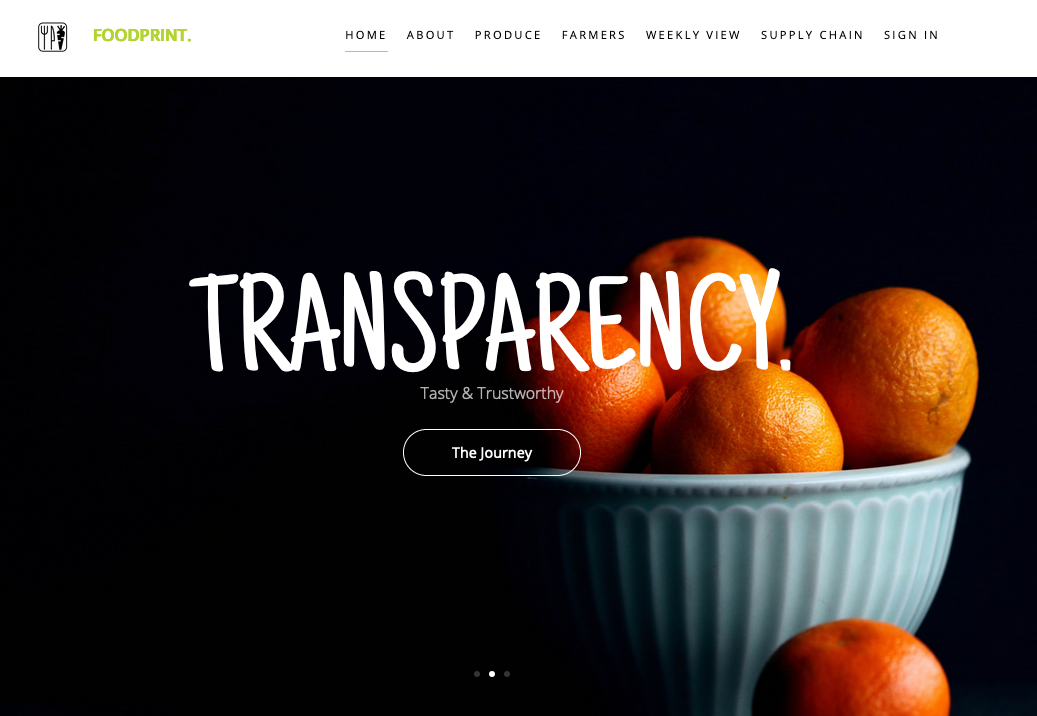 FOODPRINT.
HOME ABOUT PRODUCE FARMERS WEEKLY VIEW SUPPLY CHAIN SIGN IN
TRANSPARENCY.
Tasty & Trustworthy
The Journey